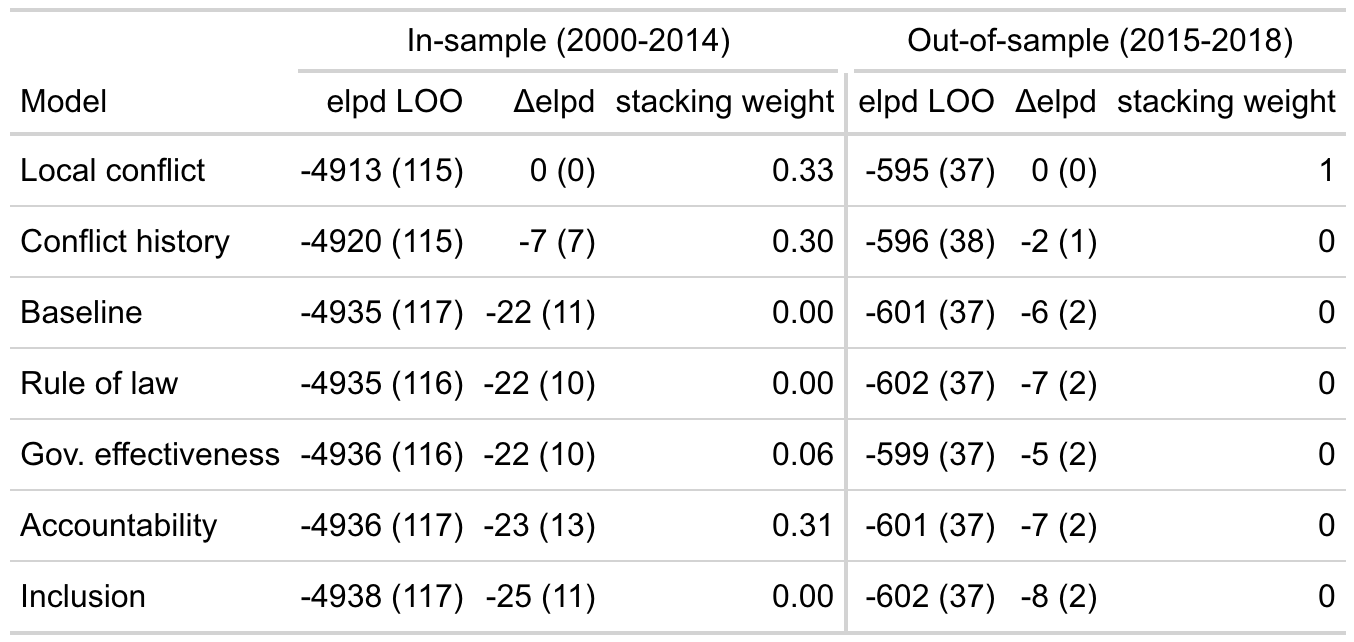 In-sample (2000-2014) Out-of-sample (2015-2018)
Model elpd LOO Δelpd stacking weight elpd LOO Δelpd stacking weight
Local conflict -4913 (115) 0 (0) 0.33 -595 (37) 0 (0) 1
Conflict history -4920 (115) -7 (7) 0.30 -596 (38) -2 (1) 0
Baseline -4935 (117) -22 (11) 0.00 -601 (37) -6 (2) 0
Rule of law -4935 (116) -22 (10) 0.00 -602 (37) -7 (2) 0
Gov. effectiveness -4936 (116) -22 (10) 0.06 -599 (37) -5 (2) 0
Accountability -4936 (117) -23 (13) 0.31 -601 (37) -7 (2) 0
Inclusion -4938 (117) -25 (11) 0.00 -602 (37) -8 (2) 0